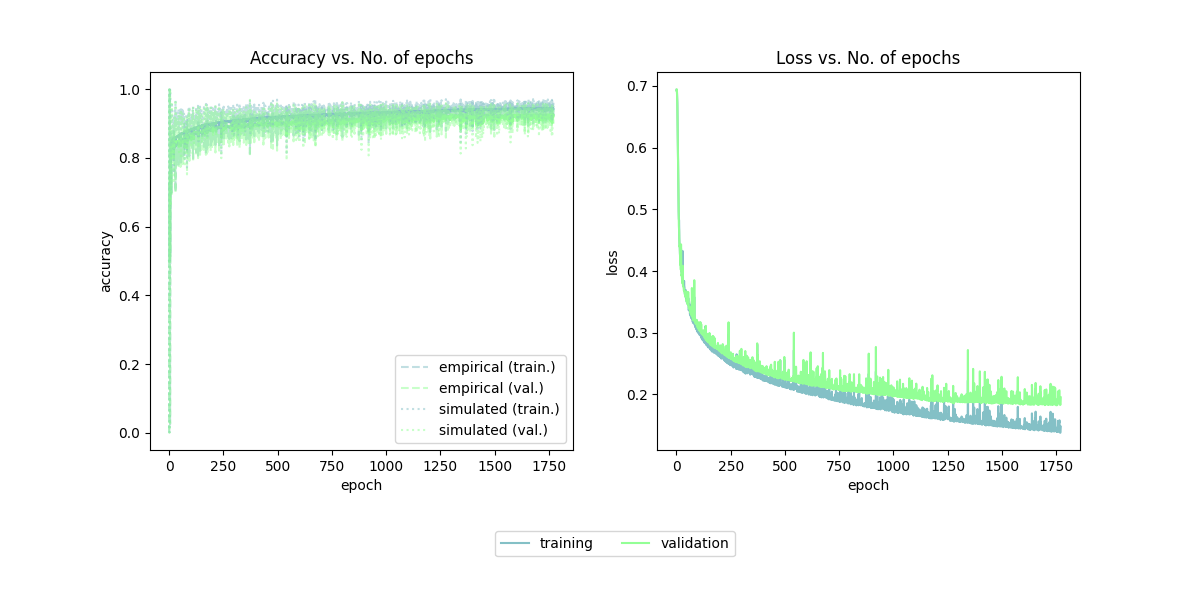 Accuracy vs. No. of epochs
accuracy
1.0
0.8
0.6
0.4
0.2
0.0
empirical (train.)
empirical (val.)
simulated (train.)
simulated (val.)
0 250 500 750 1000 1250 1500 1750
epoch
Loss vs. No. of epochs
loss
0.7
0.6
0.5
0.4
0.3
0.2
0 250 500 750 1000 1250 1500 1750
epoch
training validation